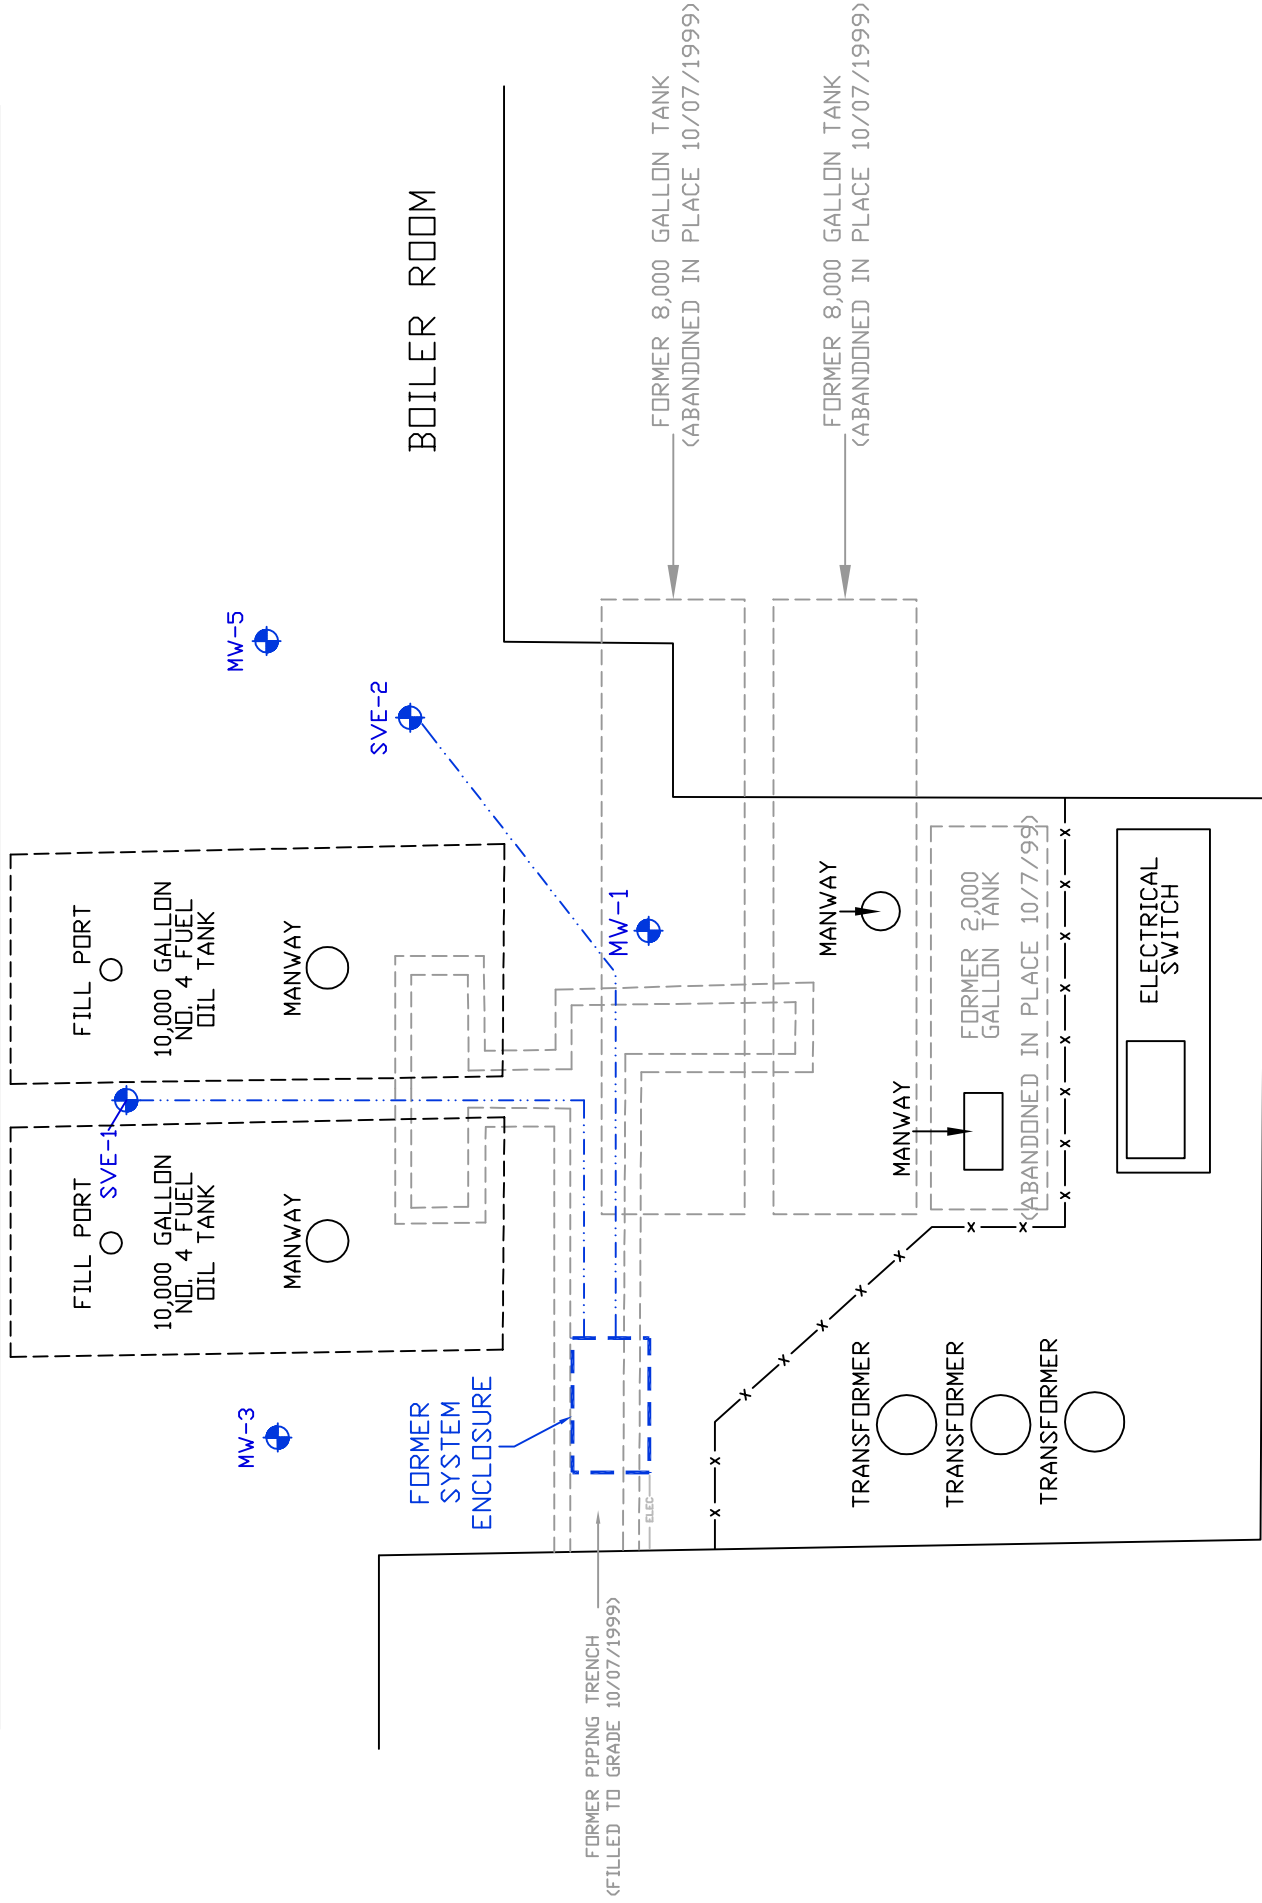 FORMER 8,000 GALLON TANK
(ABANDONED IN PLACE 10/07/1999)
FORMER 8,000 GALLON TANK
(ABANDONED IN PLACE 10/07/1999)
BOILER ROOM
MW-5
SVE-2
MW-1
FILL PORT
10,000 GALLON
NO. 4 FUEL
OIL TANK
MANWAY
SVE-1
FILL PORT
10,000 GALLON
NO. 4 FUEL
OIL TANK
MANWAY
MW-3
FORMER
SYSTEM
ENCLOSURE
MANWAY
FORMER 2,000
GALLON TANK
(ABANDONED IN PLACE 10/7/99)
MANWAY
ELECTRICAL
SWITCH
TRANSFORMER
TRANSFORMER
TRANSFORMER
ELEC
FORMER PIPING TRENCH
(FILLED TO GRADE 10/07/1999)